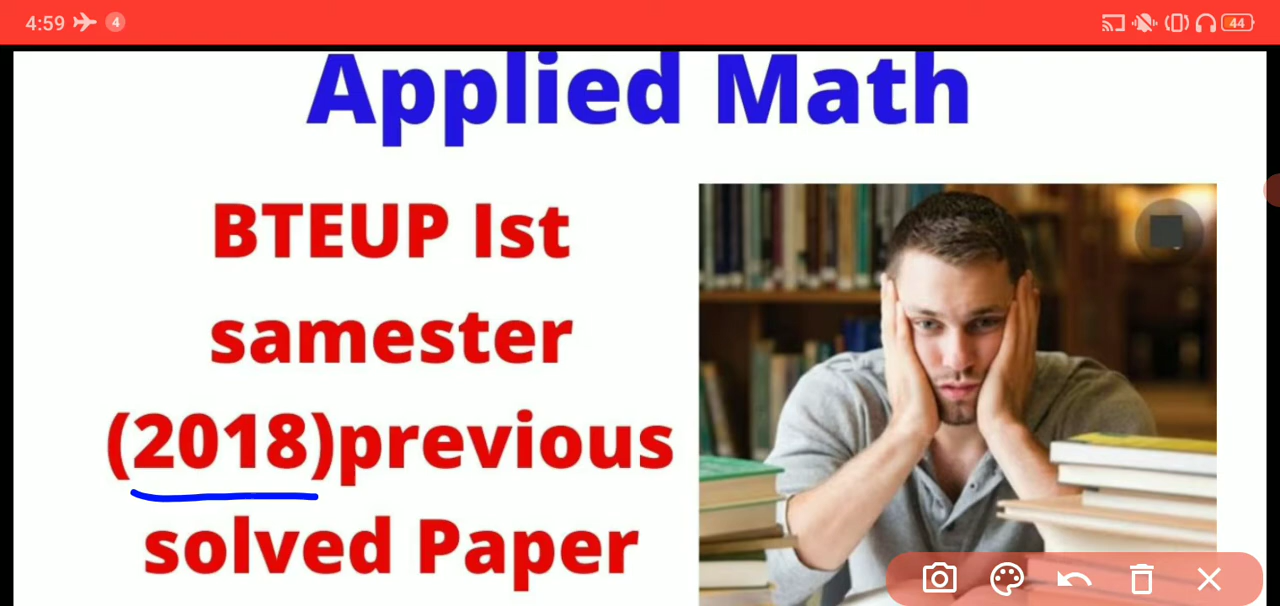 4:59 4 44
Applied Math
BTEUP Ist
samester
(2018)previous
solved Paper